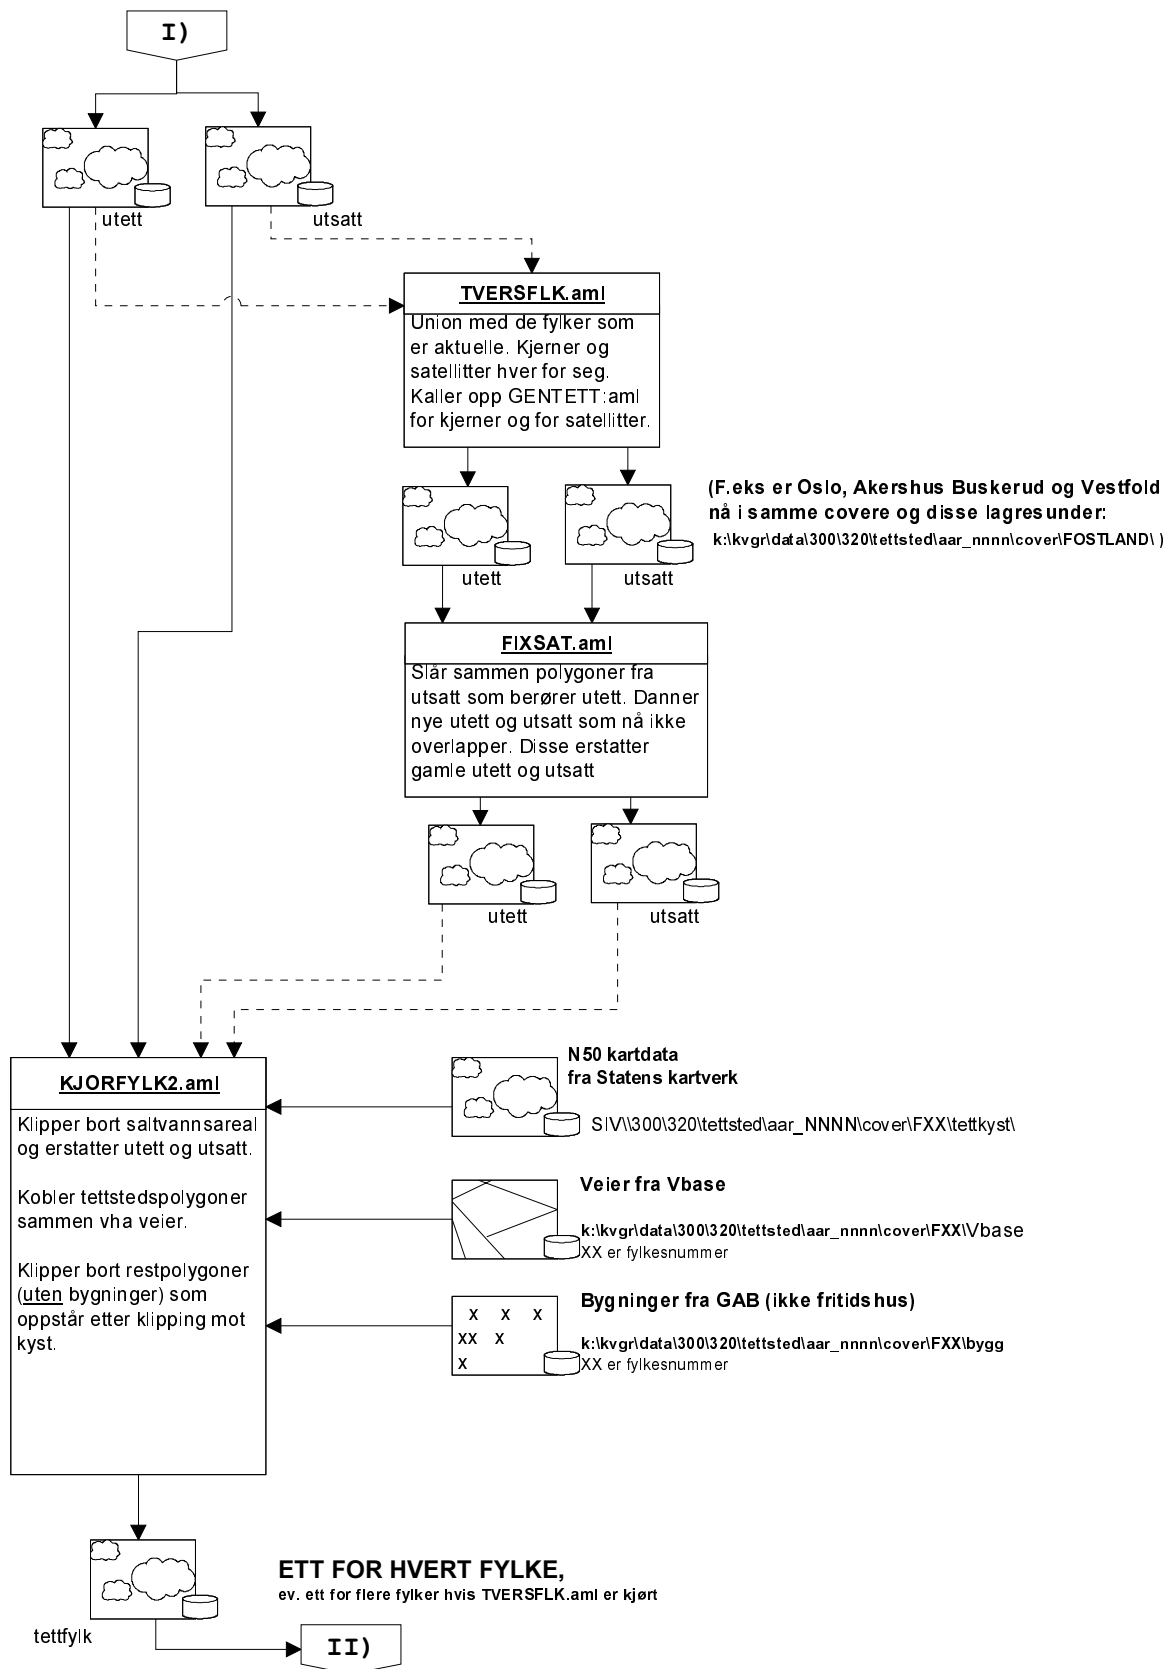 I)
utett
utsatt
TVERSFLK.aml
Union med de fylker som
er aktuelle. Kjerner og
satellitter hver for seg.
Kaller opp GENTETT:aml
for kjerner og for satellitter.
(F.eks er Oslo, Akershus Buskerud og Vestfold
nå i samme covere og disse lagresunder:
k:\kvgr\data\300\320\tettsted\aar_nnnn\cover\FOSTLAND\ )
utett
utsatt
FIXSAT.aml
Slår sammen polygoner fra
utsatt som berører utett. Danner
nye utett og utsatt som nå ikke
overlapper. Disse erstatter
gamle utett og utsatt
utett
utsatt
KJORFYLK2.aml
Klipper bort saltvannsareal
og erstatter utett og utsatt.
Kobler tettstedspolygoner
sammen vha veier.
Klipper bort restpolygoner
(uten bygninger) som
oppstår etter klipping mot
kyst.
N50 kartdata
fra Statens kartverk
SIV\\300\320\tettsted\aar_NNNN\cover\FXX\tettkyst\
Veier fra Vbase
k:\kvgr\data\300\320\tettsted\aar_nnnn\cover\FXX\Vbase
XX er fylkesnummer
X X X
XX X
X
Bygninger fra GAB (ikke fritidshus)
k:\kvgr\data\300\320\tettsted\aar_nnnn\cover\FXX\bygg
XX er fylkesnummer
tettfylk
ETT FOR HVERT FYLKE,
ev. ett for flere fylker hvis TVERSFLK.aml er kjørt
II)